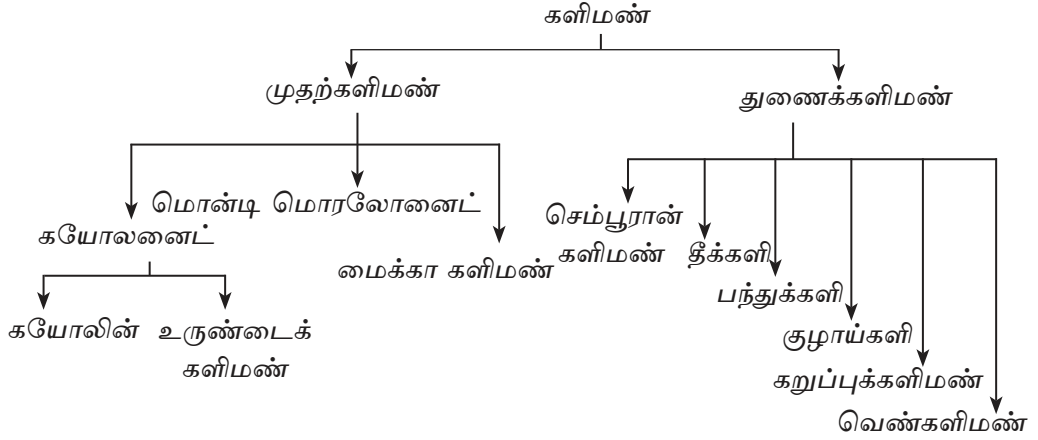 களிமண்
முதற்களிமண்
துணைக்களிமண்
மொன்டி மொரலோனைட்
கயோலனைட்
மைக்கா களிமண்
கயோலின்
உருண்டைக்
களிமண்
செம்பூரான்
களிமண்
தீக்களி
பந்துக்களி
குழாய்களி
கறுப்புக்களிமண்
வெண்களிமண்